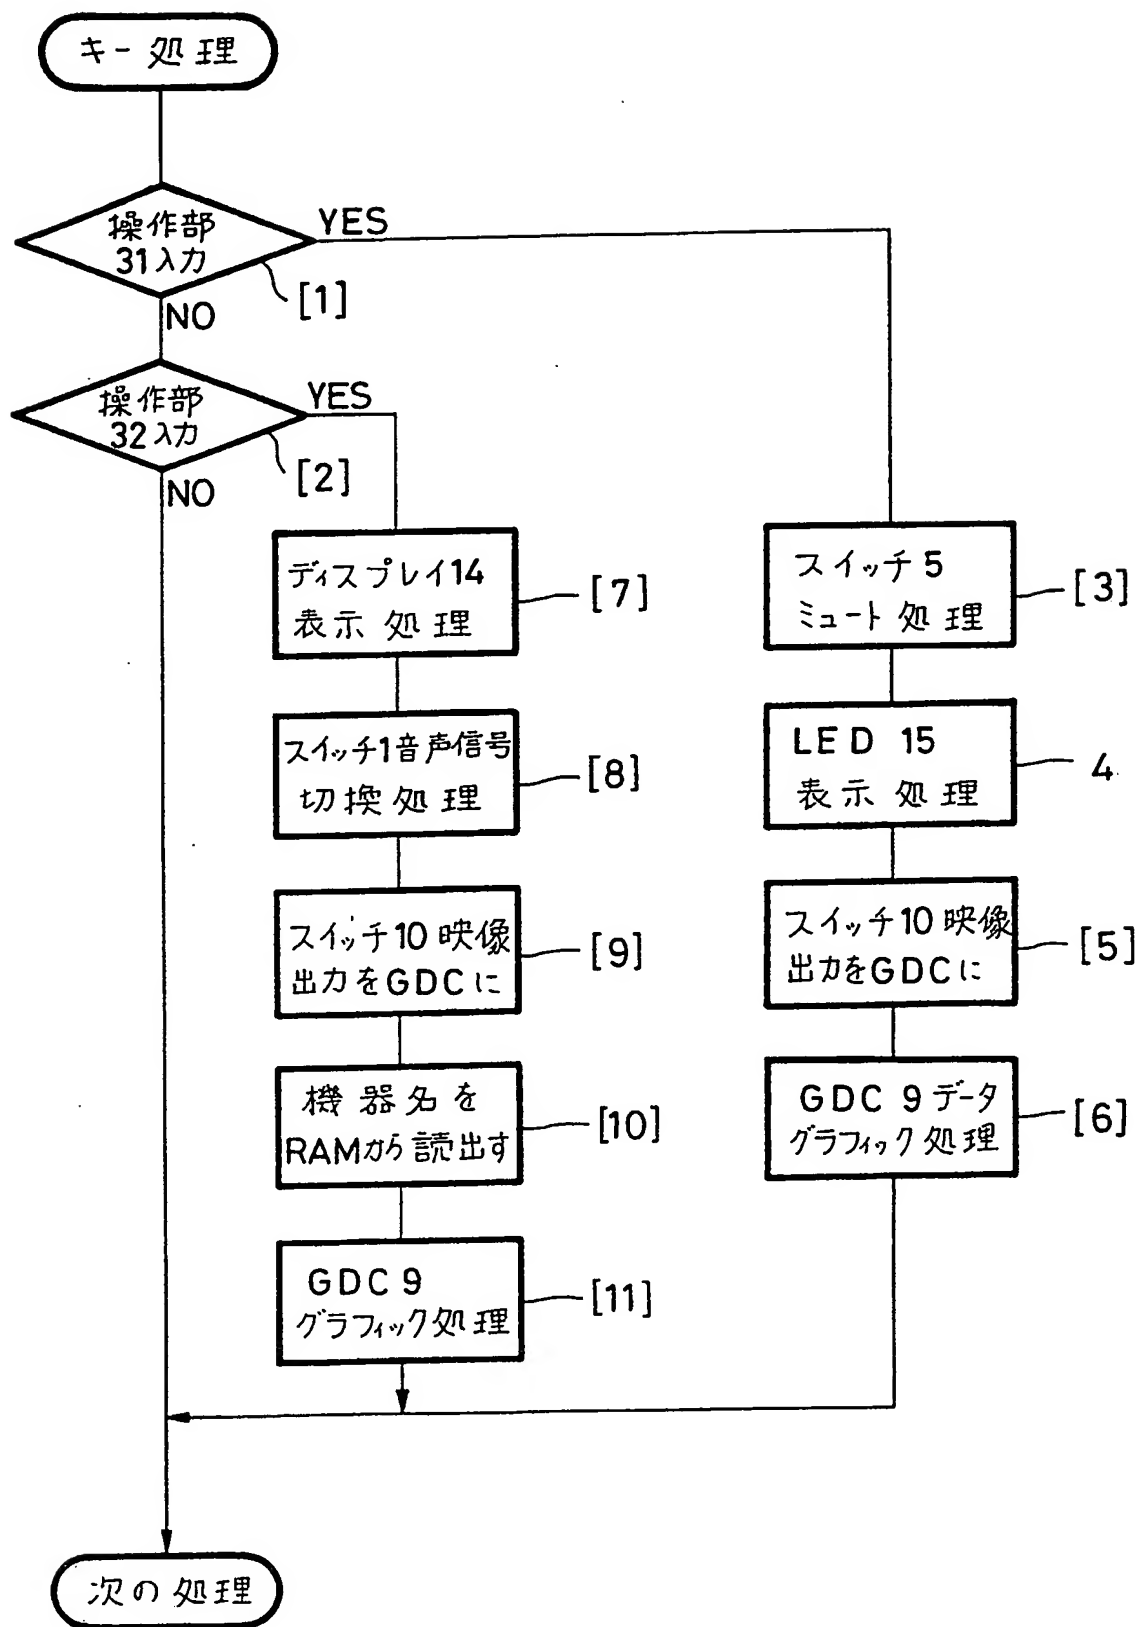 キー処理
操作部
31入力
YES
[1]
NO
操作部
32入力
YES
[2]
NO
ディスプレイ14
表示処理
[7]
スイッチ1音声信号
切換処理
[8]
スイッチ10映像
出力をGDCに
[9]
機器名を
RAMから読出す
[10]
GDC9
グラフィック処理
[11]
スイッチ5
ミュート処理
[3]
LED 15
表示処理
4
スイッチ10映像
出力をGDCに
[5]
GDC 9データ
グラフィック処理
[6]
次の処理